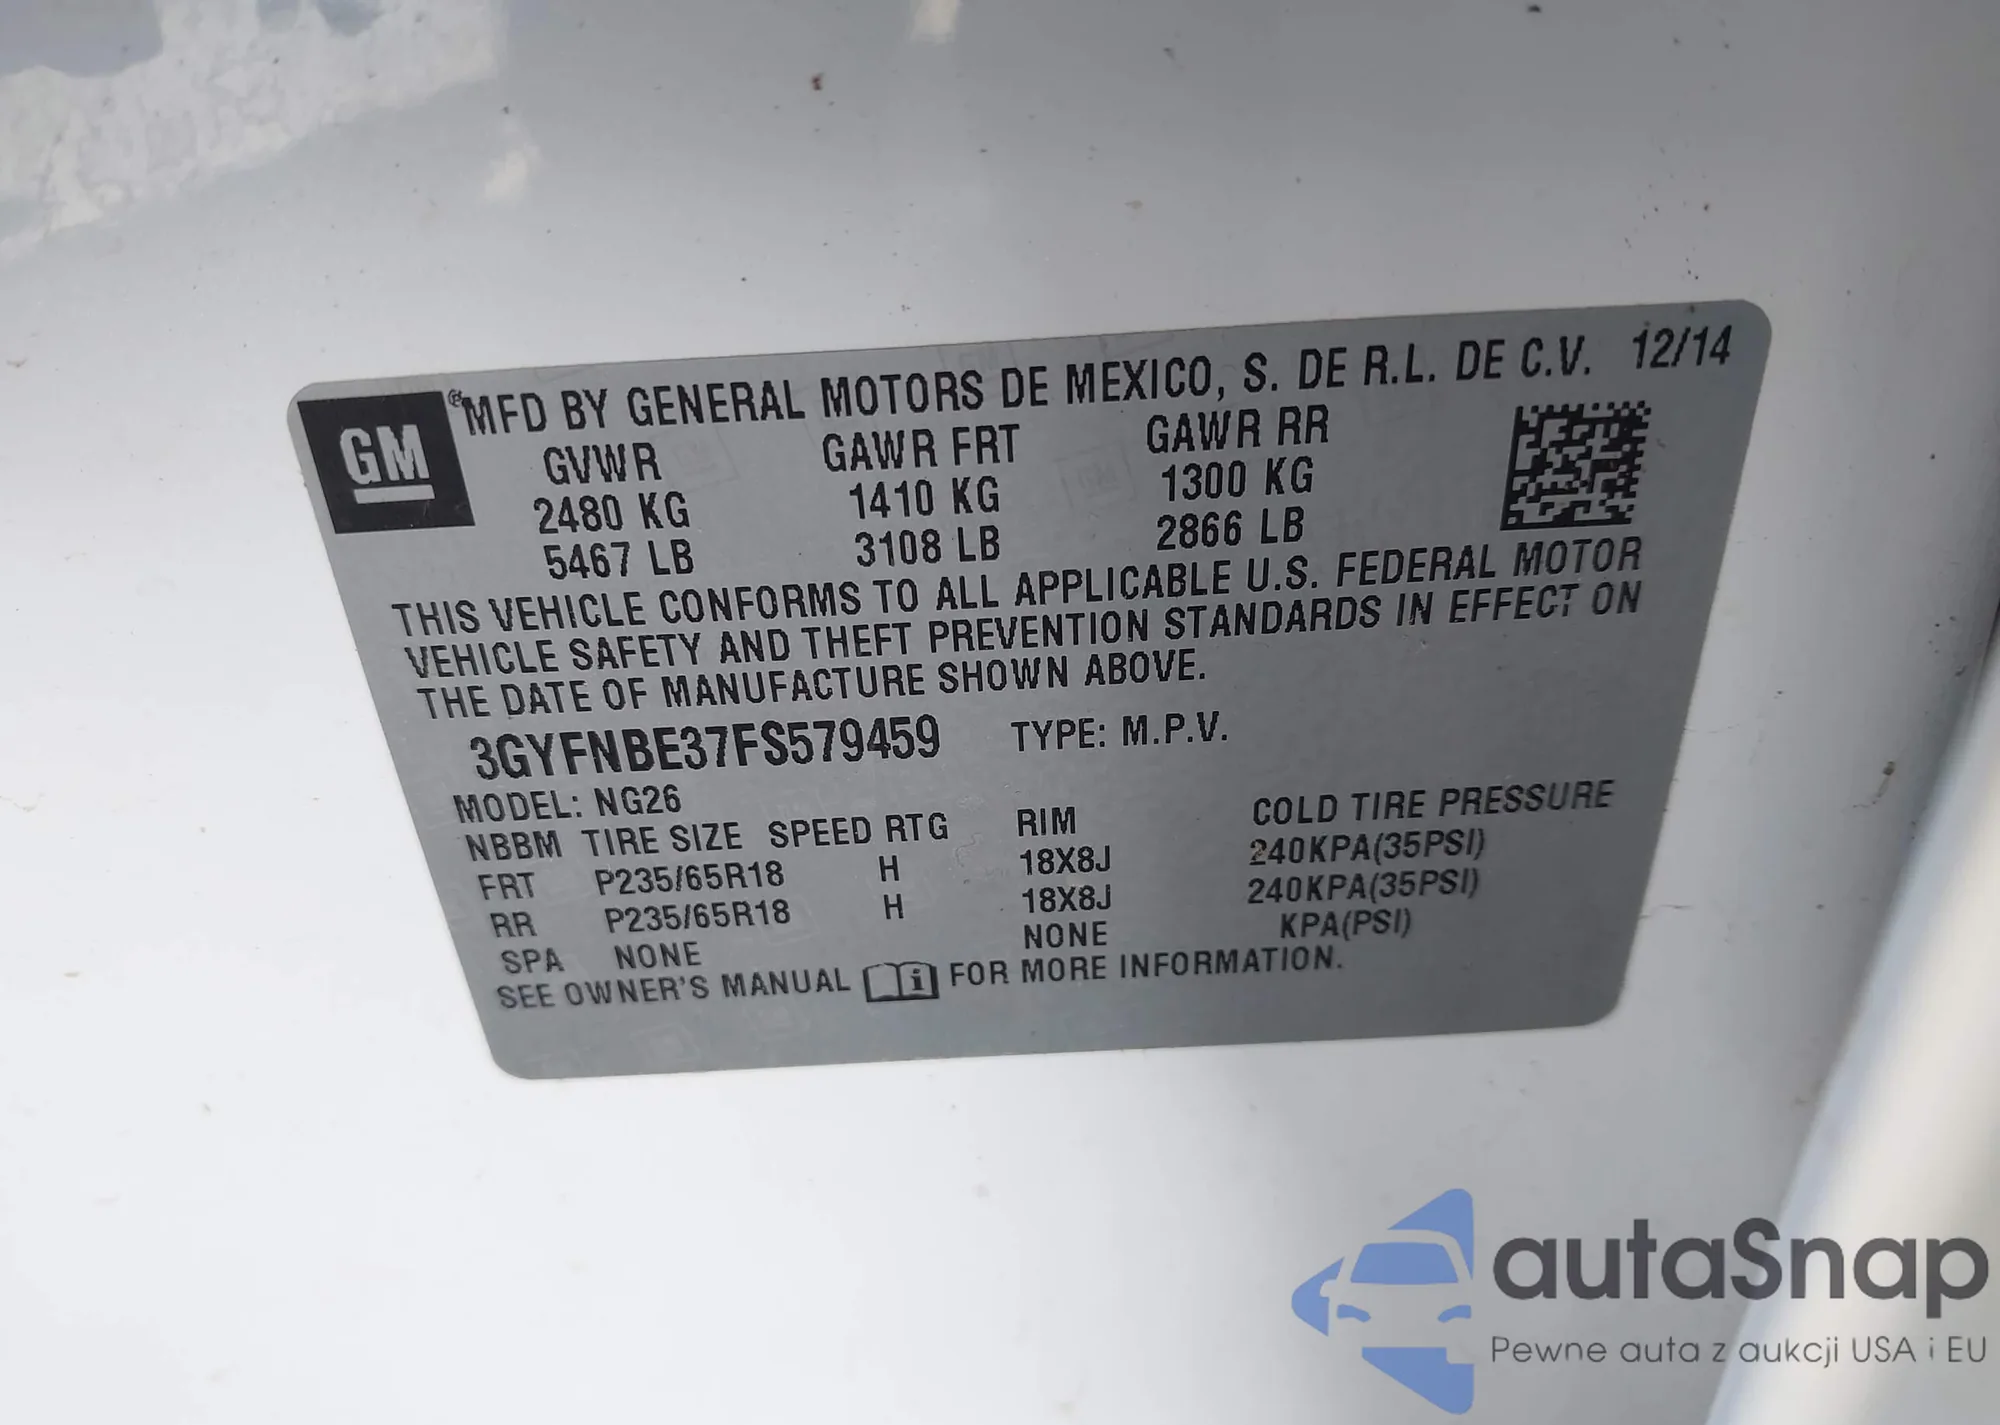 GM
®MFD BY GENERAL MOTORS DE MEXICO, S. DE R.L. DE C.V. 12/14
GVWR GAWR FRT GAWR RR
2480 KG 1410 KG 1300 KG
5467 LB 3108 LB 2866 LB
THIS VEHICLE CONFORMS TO ALL APPLICABLE U.S. FEDERAL MOTOR
VEHICLE SAFETY AND THEFT PREVENTION STANDARDS IN EFFECT ON
THE DATE OF MANUFACTURE SHOWN ABOVE.
3GYFNBE37FS579459 TYPE: M.P.V.
MODEL: NG26
NBBM TIRE SIZE SPEED RTG RIM COLD TIRE PRESSURE
FRT P235/65R18 H 18X8J 240KPA(35PSI)
RR P235/65R18 H 18X8J 240KPA(35PSI)
SPA NONE NONE KPA(PSI)
SEE OWNER'S MANUAL FOR MORE INFORMATION.
autaSnap
Pewne auta z aukcji USA i EU